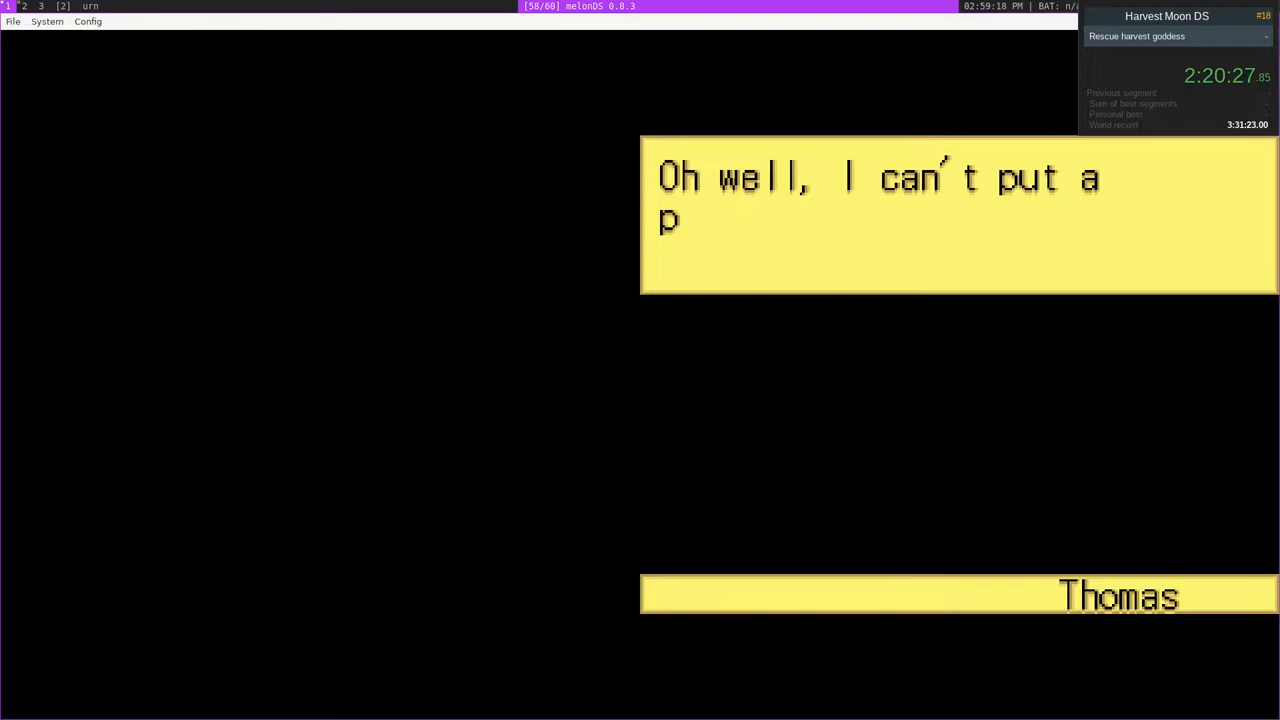 1 2 3 [2] urn
[58/60] melonDS 0.8.3
02:59:18 PM | BAT: n/a
File System Config
Harvest Moon DS #18
Rescue harvest goddess -
2:20:27.85
Previous segment -
Sum of best segments -
Personal best -
World record 3:31:23.00
Oh well, I can't put a
p
Thomas